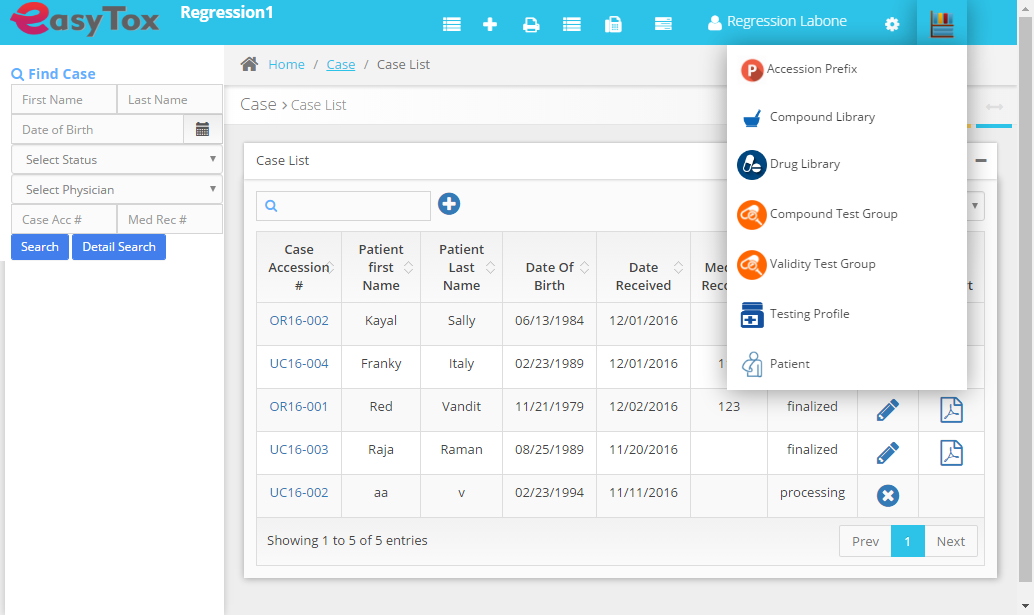 easyTox
Regression1
Regression Labone
Find Case
First Name
Last Name
Date of Birth
Select Status
Select Physician
Case Acc #
Med Rec #
Search
Detail Search
Home / Case / Case List
Case > Case List
Accession Prefix
Compound Library
Drug Library
Compound Test Group
Validity Test Group
Testing Profile
Patient
Case List
Case Accession #
Patient first Name
Patient Last Name
Date Of Birth
Date Received
OR16-002 Kayal Sally 06/13/1984 12/01/2016
UC16-004 Franky Italy 02/23/1989 12/01/2016 1
OR16-001 Red Vandit 11/21/1979 12/02/2016 123 finalized
UC16-003 Raja Raman 08/25/1989 11/20/2016 finalized
UC16-002 aa v 02/23/1994 11/11/2016 processing
Showing 1 to 5 of 5 entries
Prev 1 Next